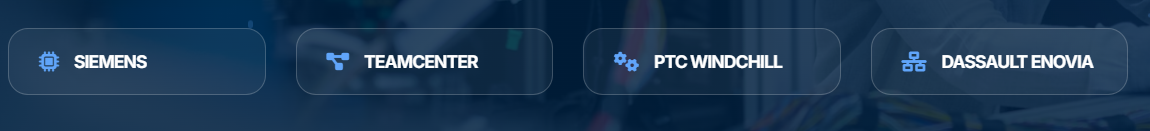 SIEMENS
TEAMCENTER
PTC WINDCHILL
DASSAULT ENOVIA